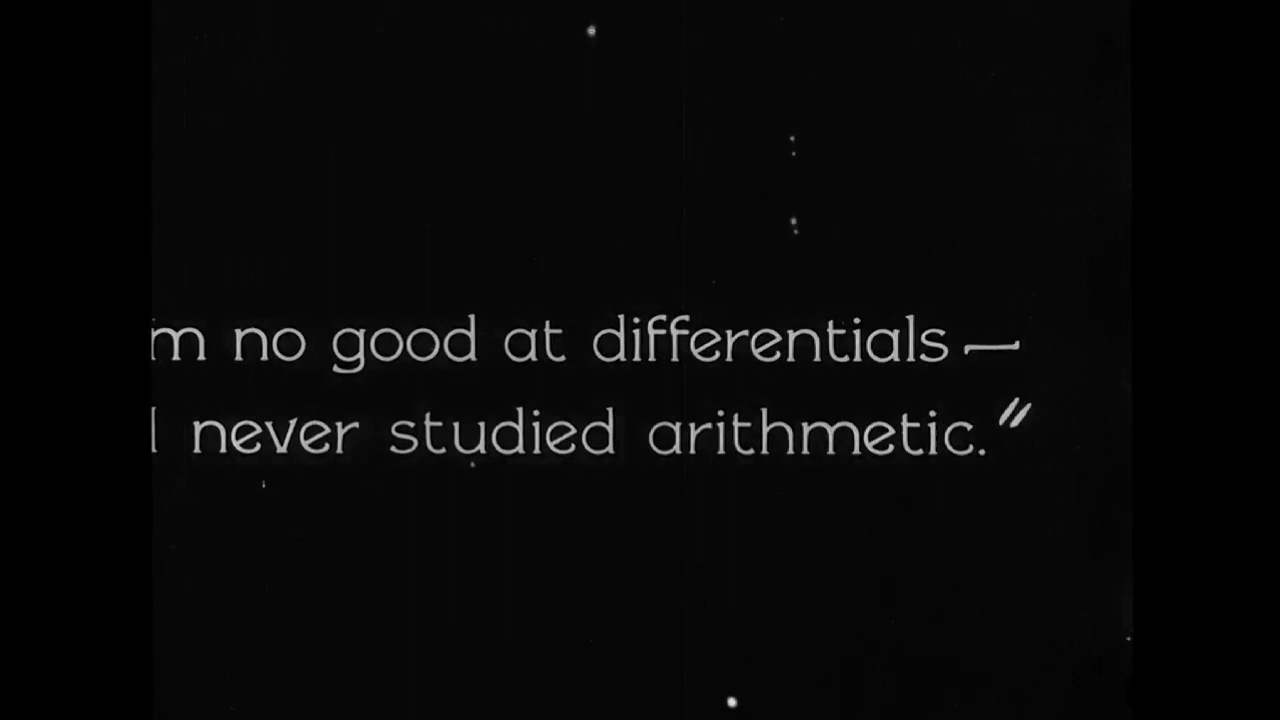 m no good at differentials—
I never studied arithmetic."